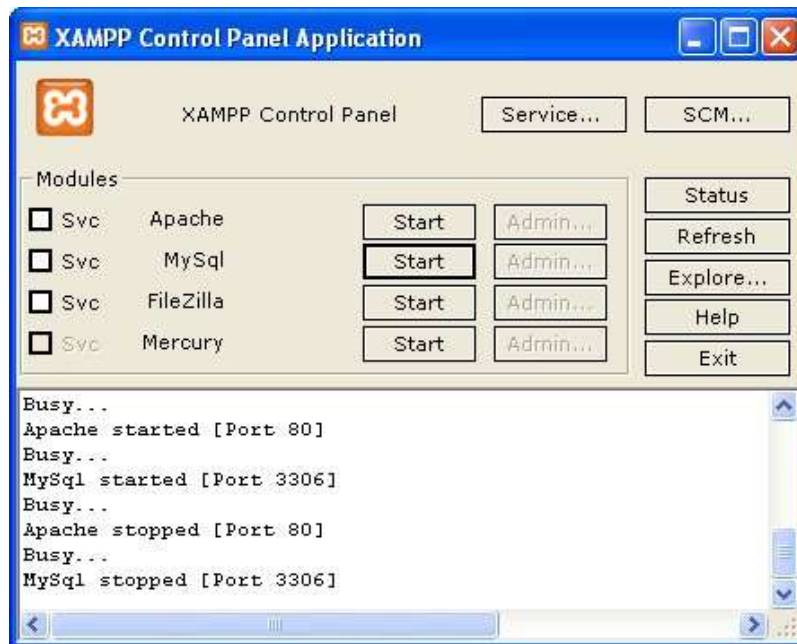 XAMPP Control Panel Application
XAMPP Control Panel Service... SCM...
Modules
Svc Apache Start Admin...
Svc MySql Start Admin...
Svc FileZilla Start Admin...
Svc Mercury Start Admin...
Status
Refresh
Explore...
Help
Exit
Busy...
Apache started [Port 80]
Busy...
MySql started [Port 3306]
Busy...
Apache stopped [Port 80]
Busy...
MySql stopped [Port 3306]